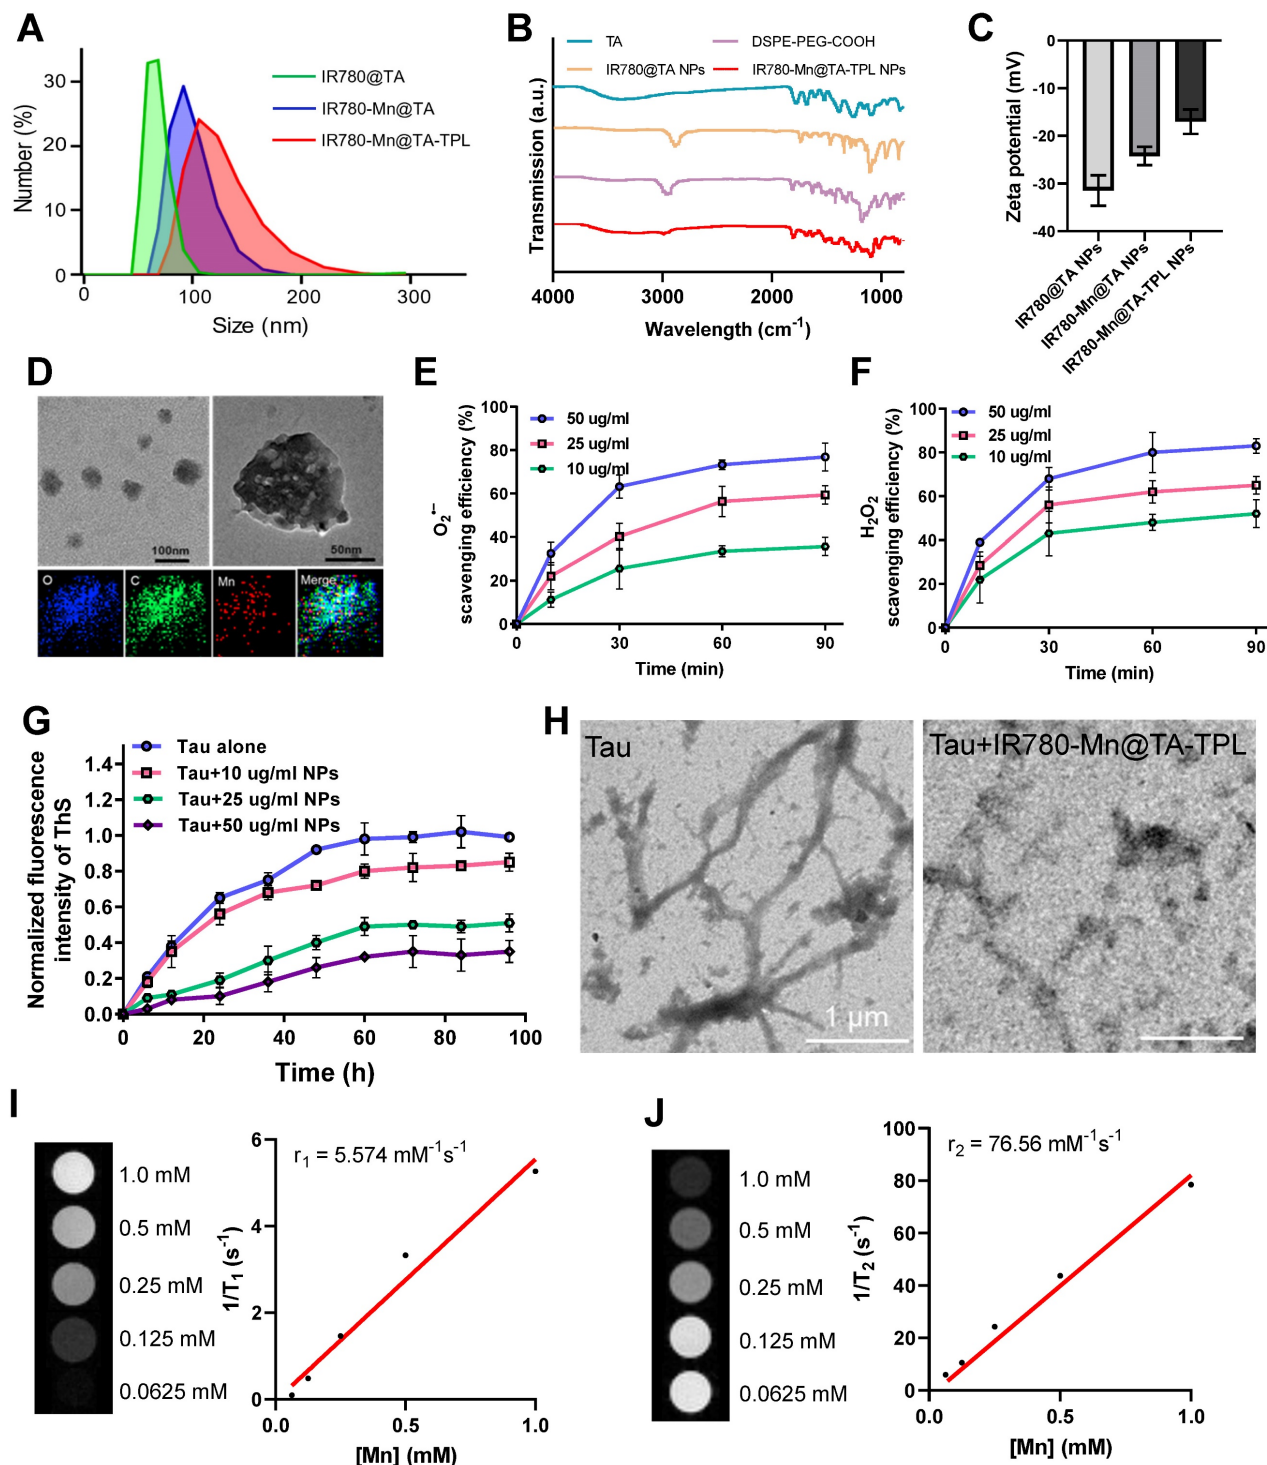 A
Number (%)
30
20
10
0
0
100
200
300
Size (nm)
IR780@TA
IR780-Mn@TA
IR780-Mn@TA-TPL
B
Transmission (a.u.)
TA
DSPE-PEG-COOH
IR780@TA NPs
IR780-Mn@TA-TPL NPs
4000
3000
2000
1000
Wavelength (cm⁻¹)
C
Zeta potential (mV)
0
-10
-20
-30
-40
IR780@TA NPs
IR780-Mn@TA NPs
IR780-Mn@TA-TPL NPs
D
100nm
50nm
O
C
Mn
Merge
E
O₂•⁻
scavenging efficiency (%)
100
80
60
40
20
0
50 ug/ml
25 ug/ml
10 ug/ml
0
30
60
90
Time (min)
F
H₂O₂
scavenging efficiency (%)
100
80
60
40
20
0
50 ug/ml
25 ug/ml
10 ug/ml
0
30
60
90
Time (min)
G
Normalized fluorescence
intensity of ThS
1.4
1.2
1.0
0.8
0.6
0.4
0.2
0.0
Tau alone
Tau+10 ug/ml NPs
Tau+25 ug/ml NPs
Tau+50 ug/ml NPs
0
20
40
60
80
100
Time (h)
H
Tau
1 μm
Tau+IR780-Mn@TA-TPL
I
1.0 mM
0.5 mM
0.25 mM
0.125 mM
0.0625 mM
1/T₁ (s⁻¹)
6
4
2
0
r₁ = 5.574 mM⁻¹s⁻¹
0.0
0.5
1.0
[Mn] (mM)
J
1.0 mM
0.5 mM
0.25 mM
0.125 mM
0.0625 mM
1/T₂ (s⁻¹)
100
80
60
40
20
0
r₂ = 76.56 mM⁻¹s⁻¹
0.0
0.5
1.0
[Mn] (mM)